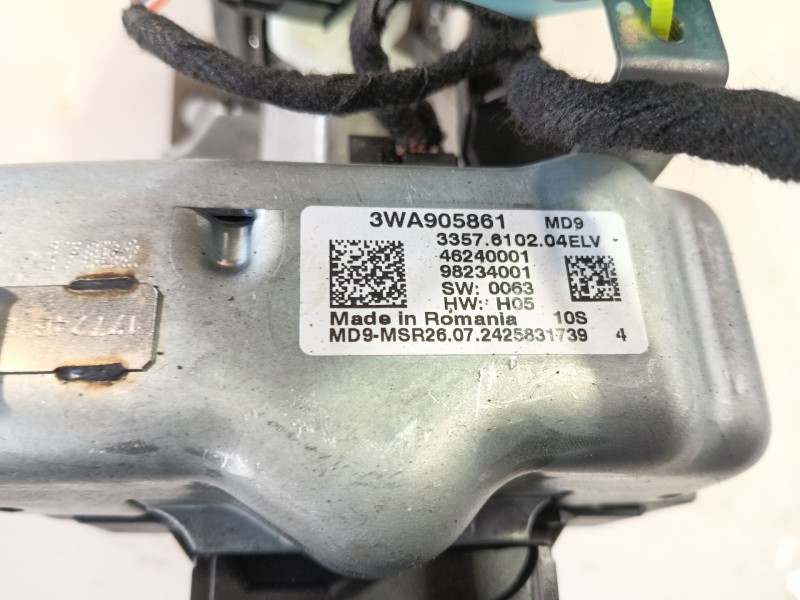 3WA905861 MD9
3357.6102.04ELV
46240001
98234001
SW: 0063
HW: H05
Made in Romania 10S
MD9-MSR26.07.2425831739 4